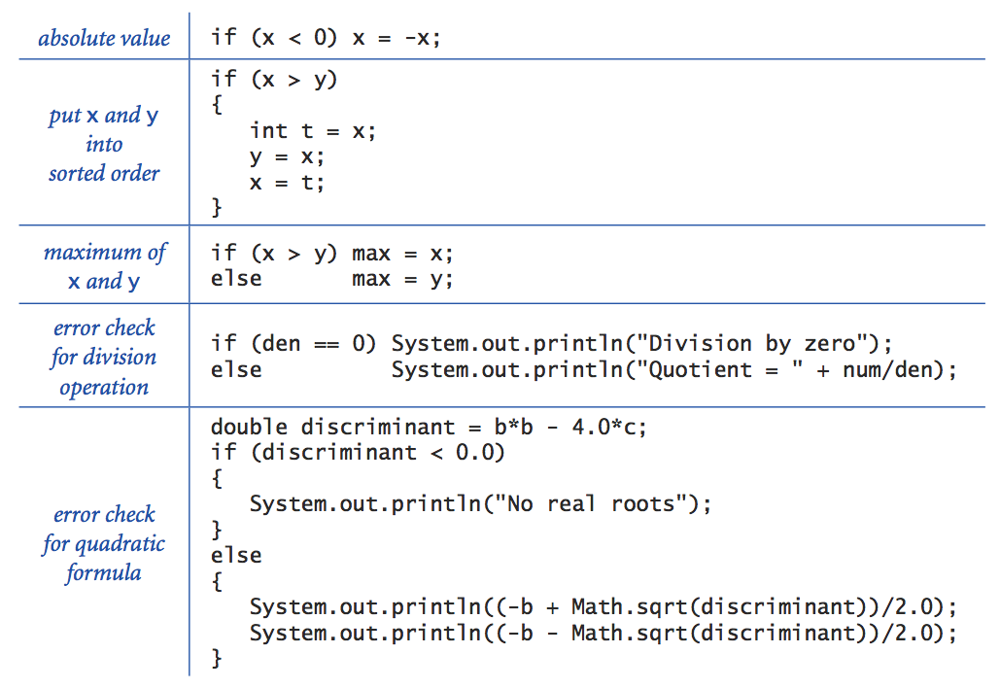 absolute value
if (x < 0) x = -x;
put x and y
into
sorted order
if (x > y)
{
   int t = x;
   y = x;
   x = t;
}
maximum of
x and y
if (x > y) max = x;
else       max = y;
error check
for division
operation
if (den == 0) System.out.println("Division by zero");
else          System.out.println("Quotient = " + num/den);
error check
for quadratic
formula
double discriminant = b*b - 4.0*c;
if (discriminant < 0.0)
{
   System.out.println("No real roots");
}
else
{
   System.out.println((-b + Math.sqrt(discriminant))/2.0);
   System.out.println((-b - Math.sqrt(discriminant))/2.0);
}